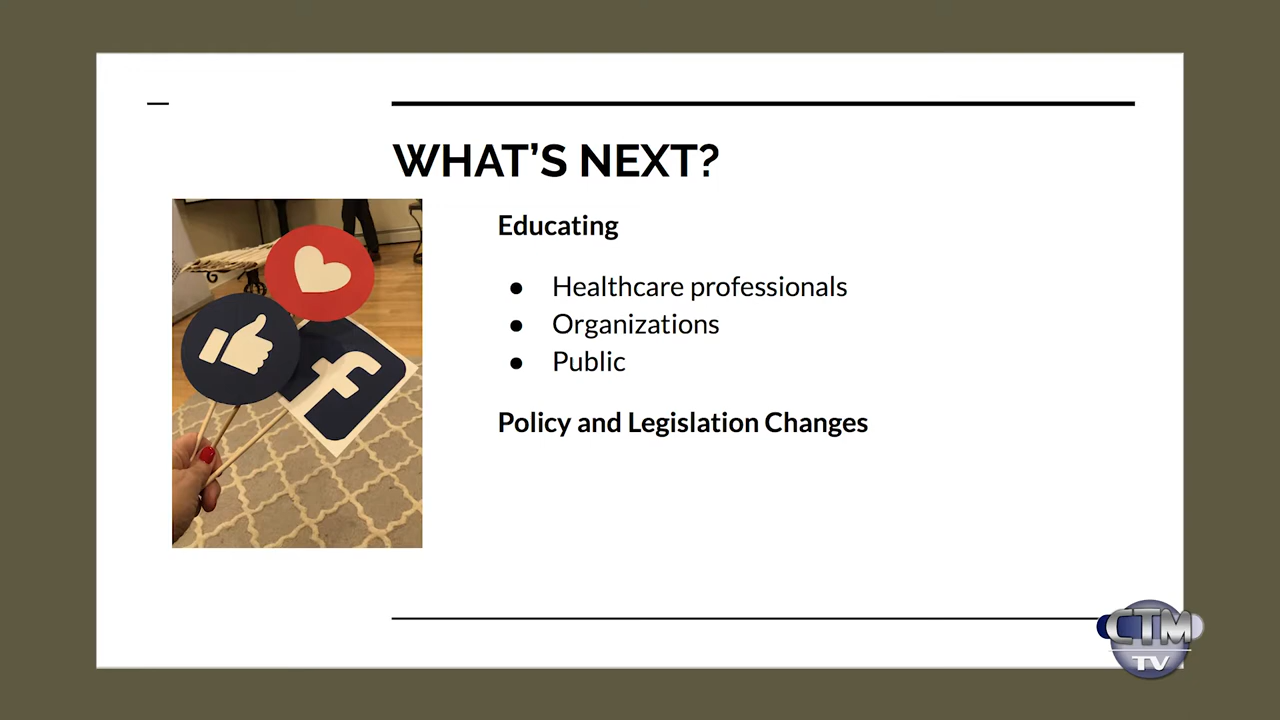 WHAT'S NEXT?
Educating
● Healthcare professionals
● Organizations
● Public
Policy and Legislation Changes
f
CTM
TV